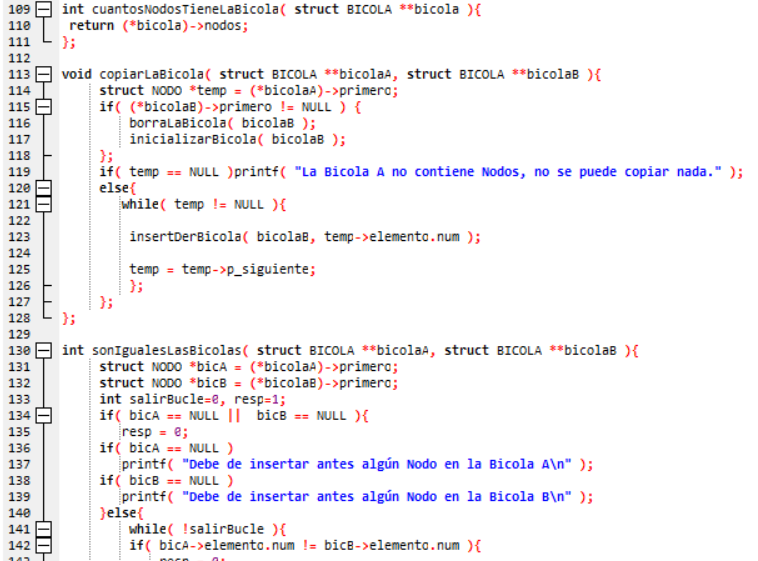 109 int cuantosNodosTieneLaBicola( struct BICOLA **bicola ){
110 return (*bicola)->nodos;
111 };
112
113 void copiarLaBicola( struct BICOLA **bicolaA, struct BICOLA **bicolaB ){
114 struct NODO *temp = (*bicolaA)->primero;
115 if( (*bicolaB)->primero != NULL ) {
116 borraLaBicola( bicolaB );
117 inicializarBicola( bicolaB );
118 };
119 if( temp == NULL )printf( "La Bicola A no contiene Nodos, no se puede copiar nada." );
120 else{
121 while( temp != NULL ){
122
123 insertDerBicola( bicolaB, temp->elemento.num );
124
125 temp = temp->p_siguiente;
126 };
127 };
128 };
129
130 int sonIgualesLasBicolas( struct BICOLA **bicolaA, struct BICOLA **bicolaB ){
131 struct NODO *bicA = (*bicolaA)->primero;
132 struct NODO *bicB = (*bicolaB)->primero;
133 int salirBucle=0, resp=1;
134 if( bicA == NULL || bicB == NULL ){
135 resp = 0;
136 if( bicA == NULL )
137 printf( "Debe de insertar antes algún Nodo en la Bicola A\n" );
138 if( bicB == NULL )
139 printf( "Debe de insertar antes algún Nodo en la Bicola B\n" );
140 }else{
141 while( !salirBucle ){
142 if( bicA->elemento.num != bicB->elemento.num ){